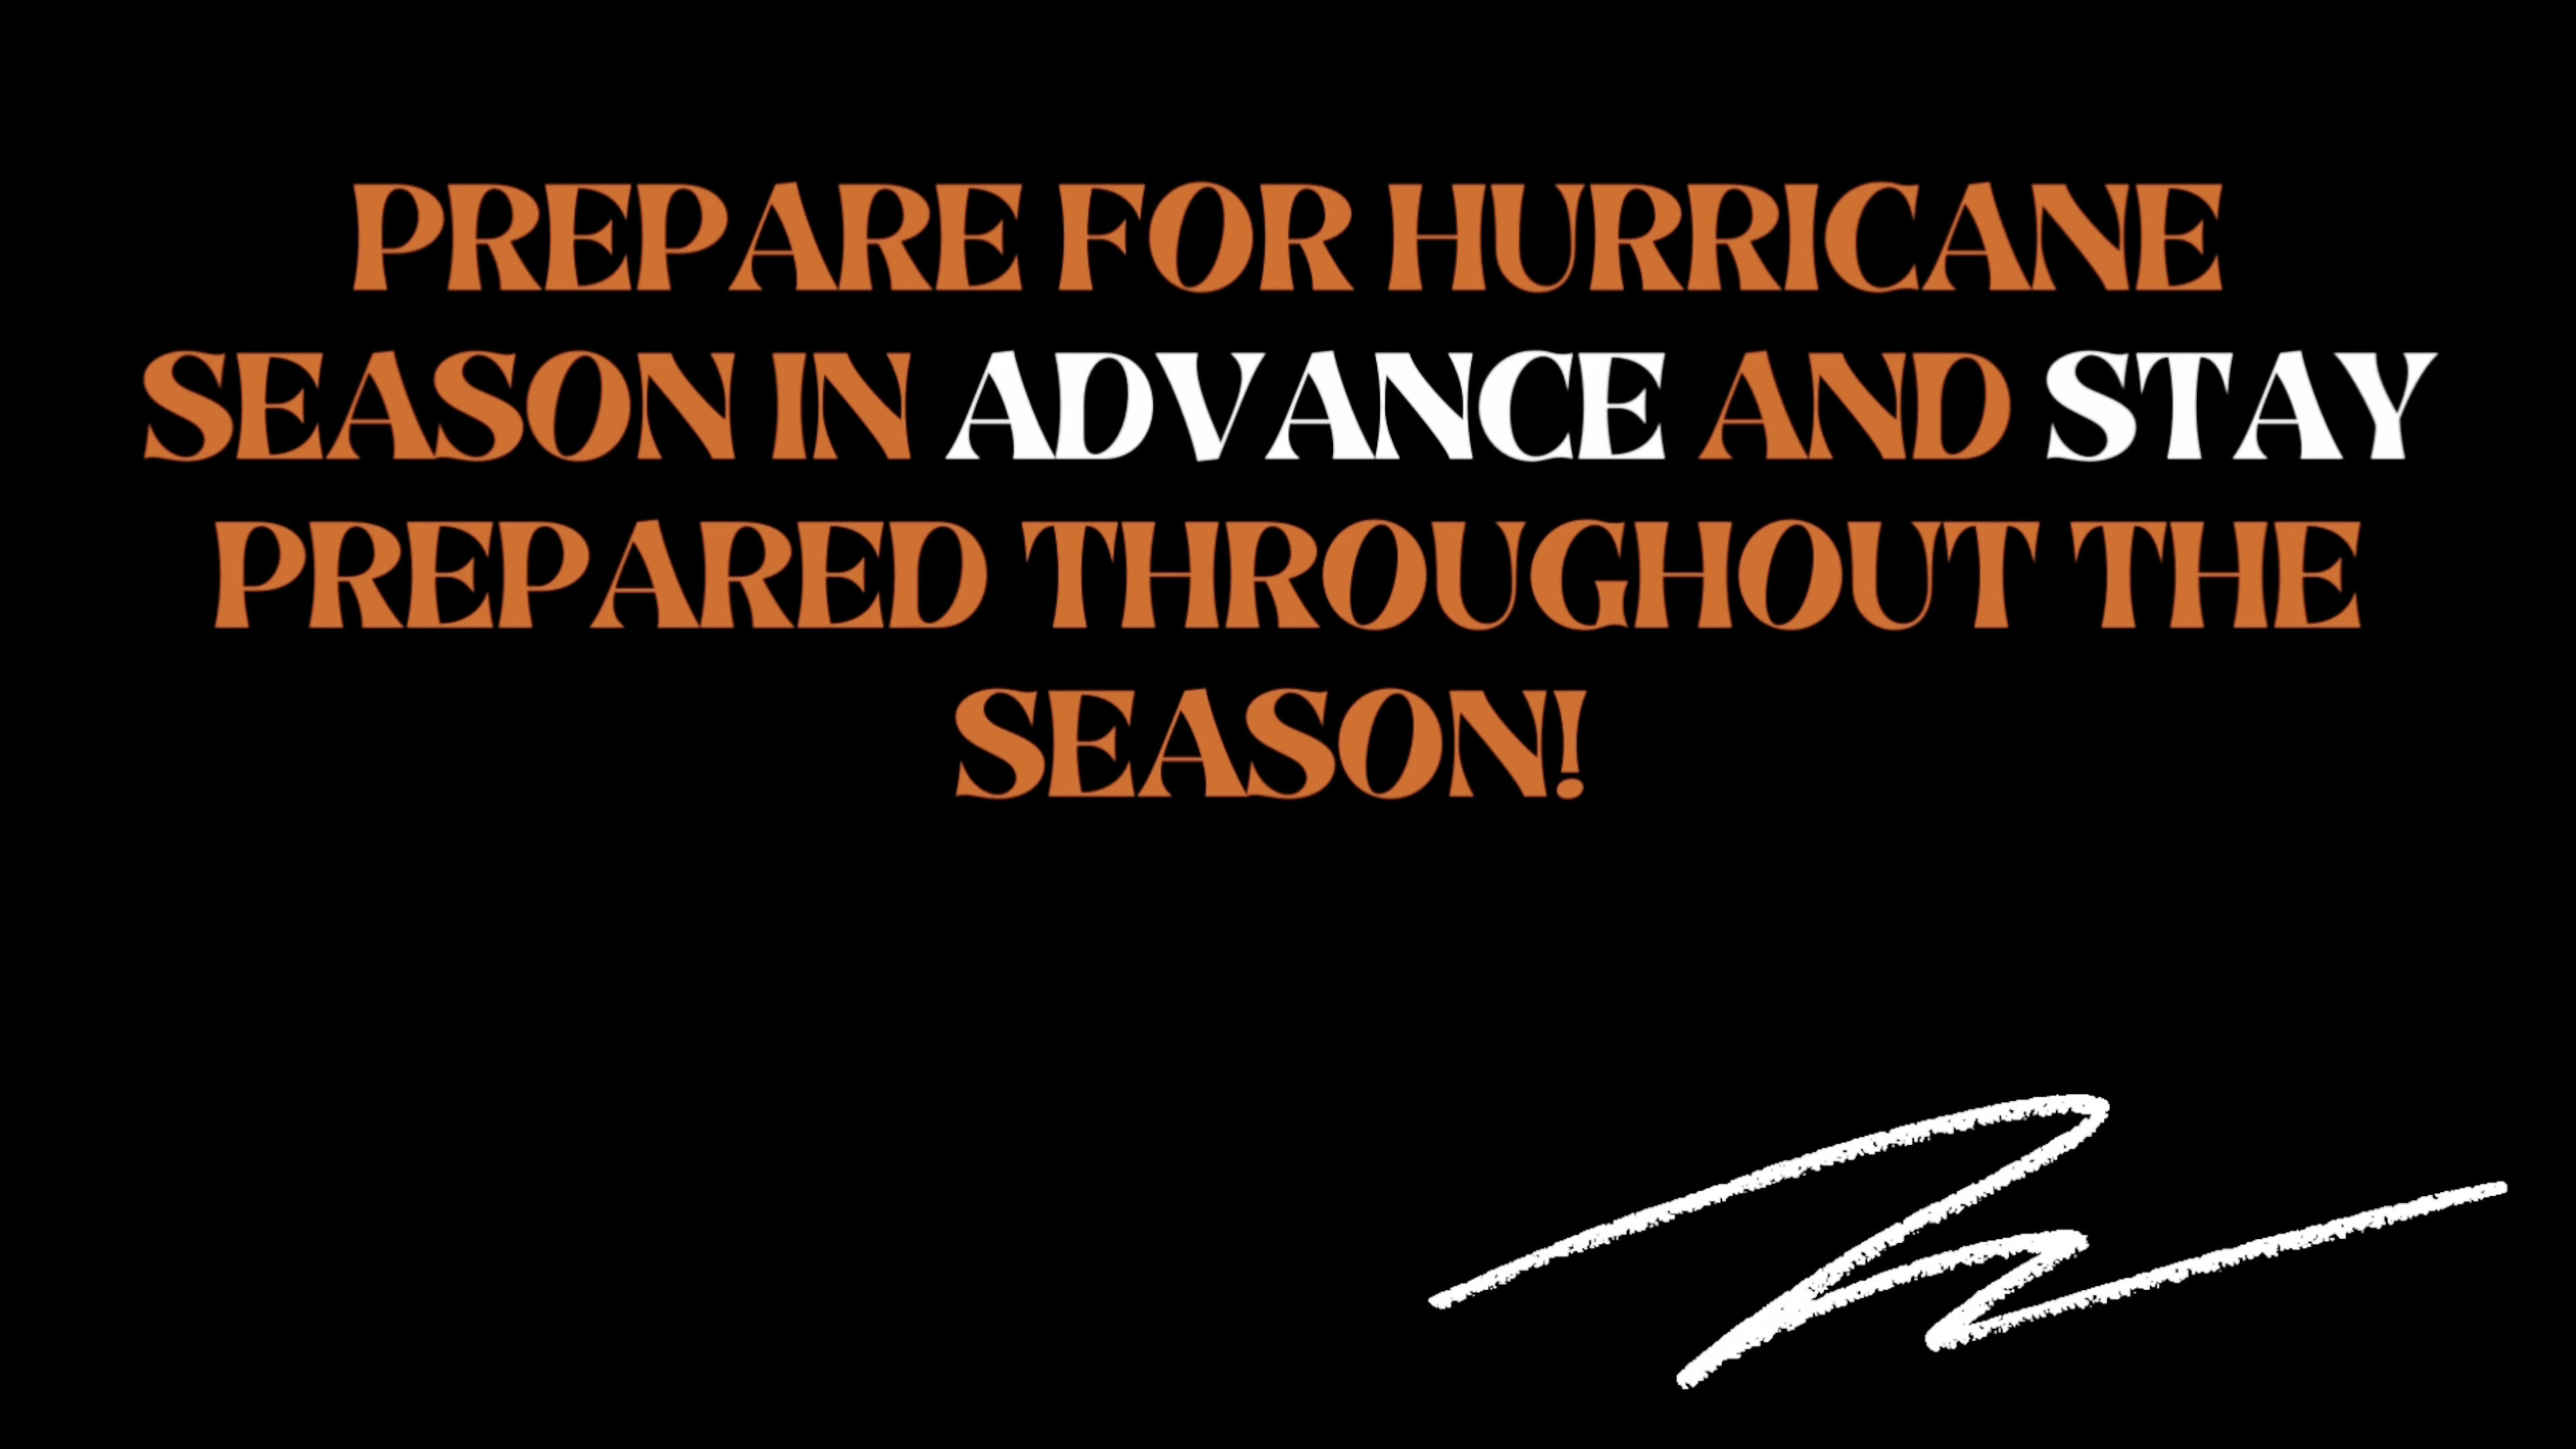 PREPARE FOR HURRICANE
SEASON IN ADVANCE AND STAY
PREPARED THROUGHOUT THE
SEASON!